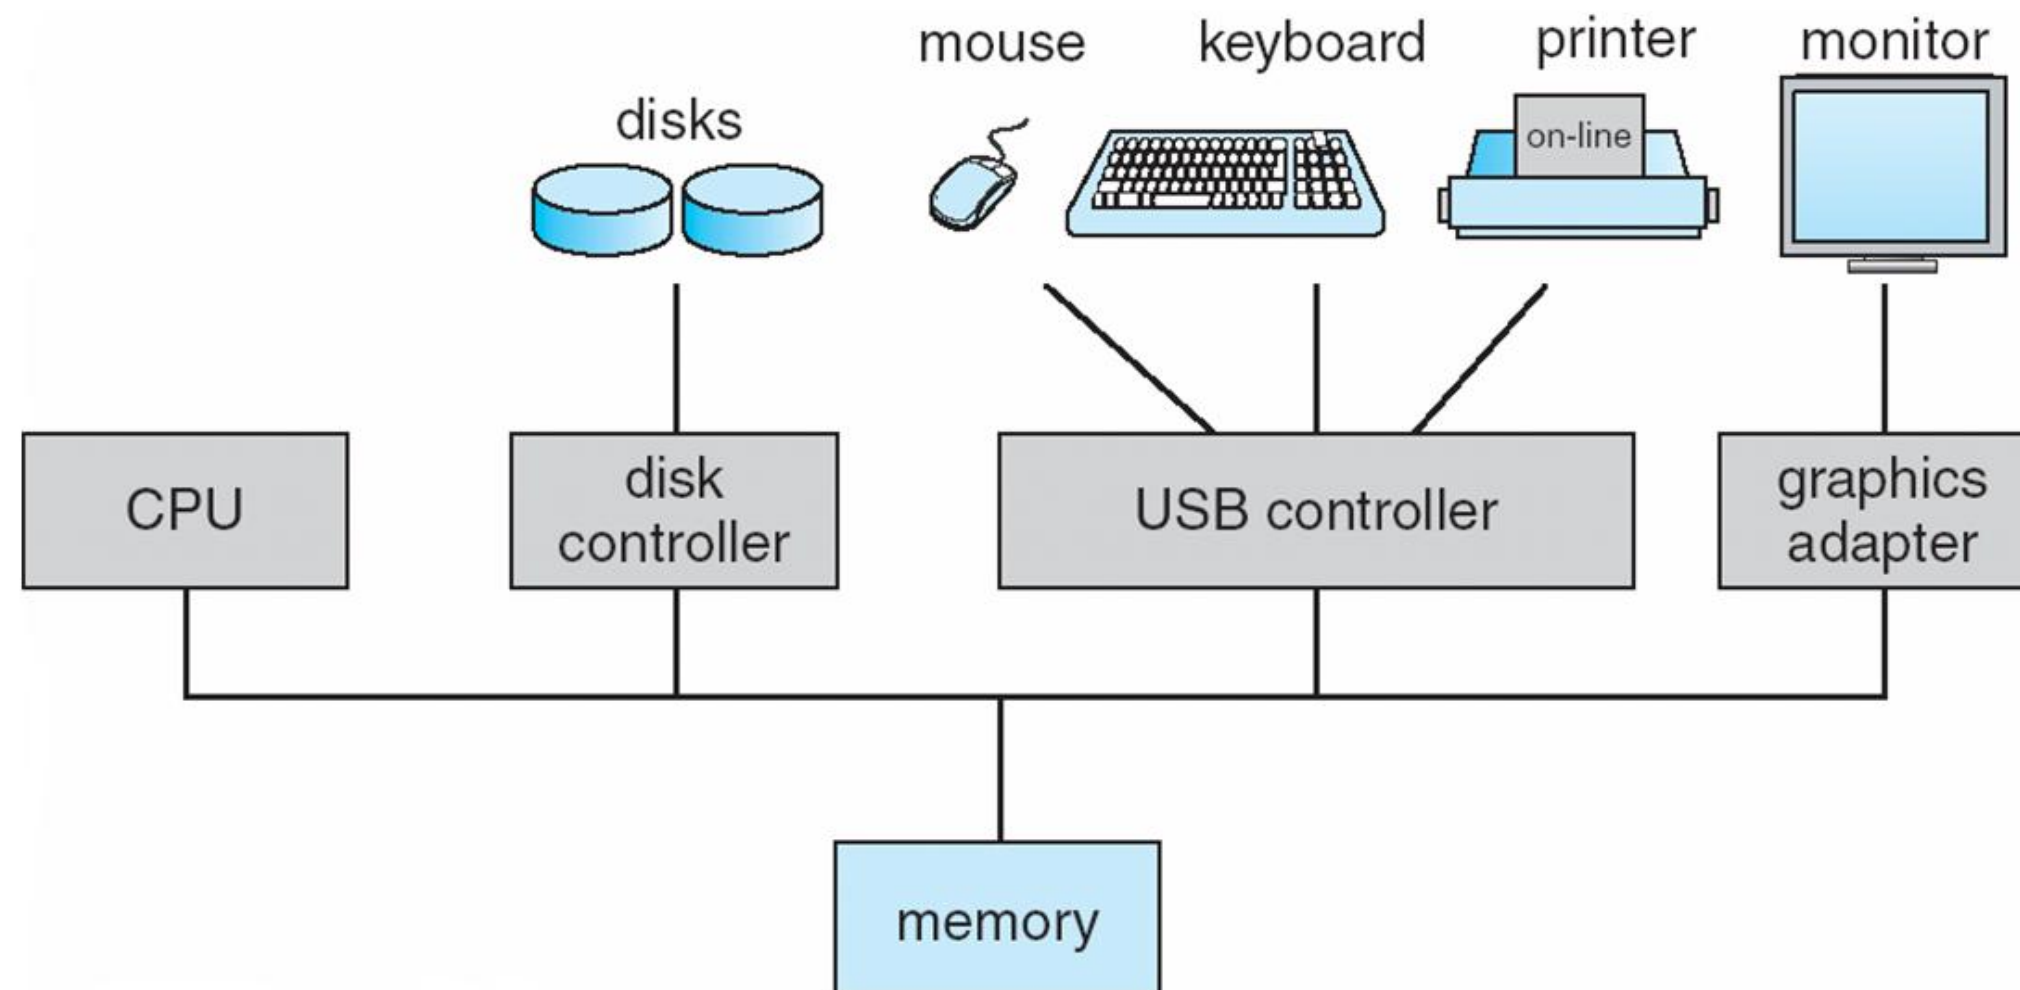 mouse
keyboard
printer
monitor
disks
on-line
CPU
disk
controller
USB controller
graphics
adapter
memory